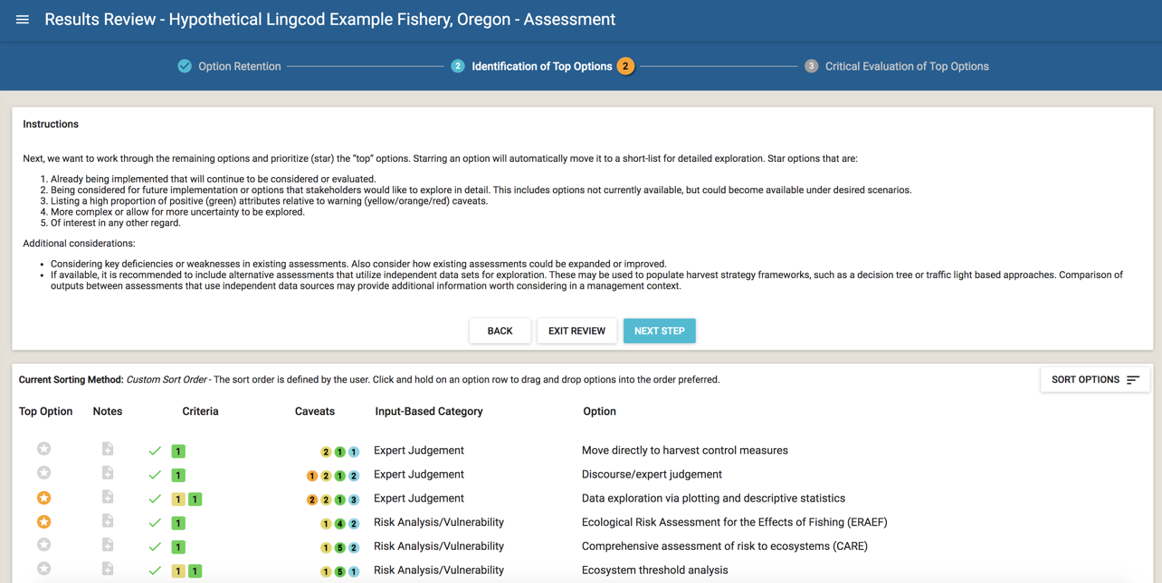 Results Review - Hypothetical Lingcod Example Fishery, Oregon - Assessment
Option Retention
2 Identification of Top Options 2
3 Critical Evaluation of Top Options
Instructions
Next, we want to work through the remaining options and prioritize (star) the "top" options. Starring an option will automatically move it to a short-list for detailed exploration. Star options that are:
1. Already being implemented that will continue to be considered or evaluated.
2. Being considered for future implementation or options that stakeholders would like to explore in detail. This includes options not currently available, but could become available under desired scenarios.
3. Listing a high proportion of positive (green) attributes relative to warning (yellow/orange/red) caveats.
4. More complex or allow for more uncertainty to be explored.
5. Of interest in any other regard.
Additional considerations:
• Considering key deficiencies or weaknesses in existing assessments. Also consider how existing assessments could be expanded or improved.
• If available, it is recommended to include alternative assessments that utilize independent data sets for exploration. These may be used to populate harvest strategy frameworks, such as a decision tree or traffic light based approaches. Comparison of
outputs between assessments that use independent data sources may provide additional information worth considering in a management context.
BACK EXIT REVIEW NEXT STEP
Current Sorting Method: Custom Sort Order - The sort order is defined by the user. Click and hold on an option row to drag and drop options into the order preferred.
SORT OPTIONS
Top Option Notes Criteria Caveats Input-Based Category Option
1 2 1 1 Expert Judgement Move directly to harvest control measures
1 1 2 1 2 Expert Judgement Discourse/expert judgement
1 1 2 2 1 3 Expert Judgement Data exploration via plotting and descriptive statistics
1 1 4 2 Risk Analysis/Vulnerability Ecological Risk Assessment for the Effects of Fishing (ERAEF)
1 1 5 2 Risk Analysis/Vulnerability Comprehensive assessment of risk to ecosystems (CARE)
1 1 1 5 1 Risk Analysis/Vulnerability Ecosystem threshold analysis